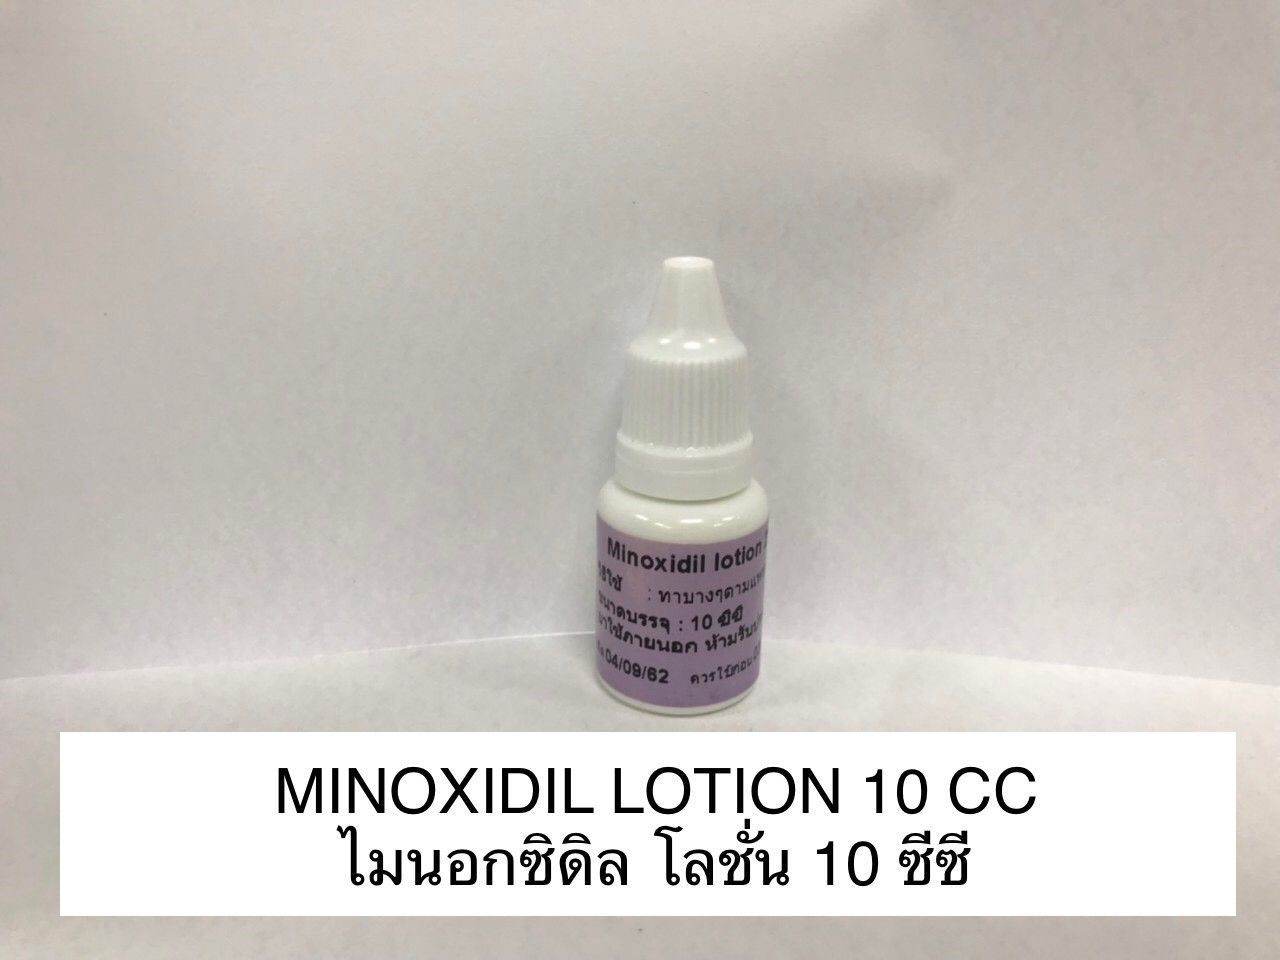 Minoxidil lotion
: ทาบางๆตามแพ
ขนาดบรรจุ : 10 ซีซี
ยาใช้ภายนอก ห้ามรับ
04/09/62 ควรใช้ก่อน
MINOXIDIL LOTION 10 CC
ไมนอกซิดิล โลชั่น 10 ซีซี